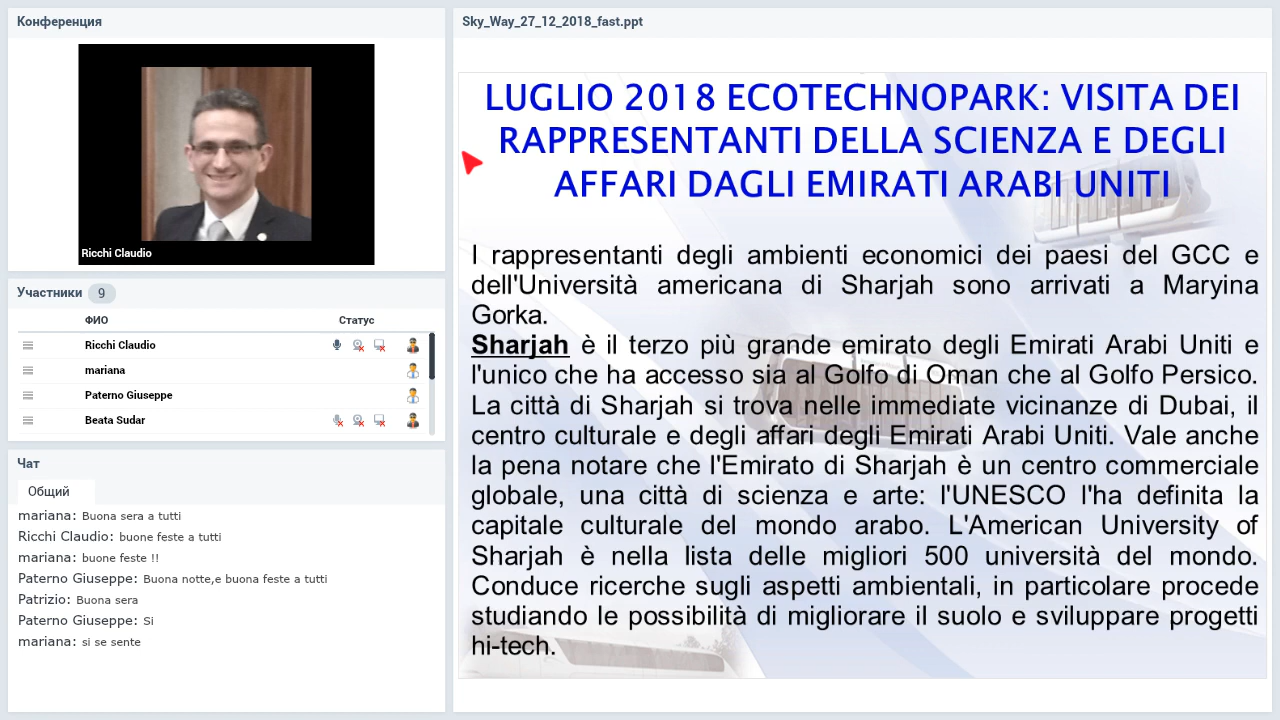 Конференция
Ricchi Claudio
Участники 9
ФИО Статус
Ricchi Claudio
mariana
Paterno Giuseppe
Beata Sudar
Чат
Общий
mariana: Buona sera a tutti
Ricchi Claudio: buone feste a tutti
mariana: buone feste !!
Paterno Giuseppe: Buona notte,e buona feste a tutti
Patrizio: Buona sera
Paterno Giuseppe: Si
mariana: si se sente
Sky_Way_27_12_2018_fast.ppt
LUGLIO 2018 ECOTECHNOPARK: VISITA DEI
RAPPRESENTANTI DELLA SCIENZA E DEGLI
AFFARI DAGLI EMIRATI ARABI UNITI
I rappresentanti degli ambienti economici dei paesi del GCC e
dell'Università americana di Sharjah sono arrivati a Maryina
Gorka.
Sharjah è il terzo più grande emirato degli Emirati Arabi Uniti e
l'unico che ha accesso sia al Golfo di Oman che al Golfo Persico.
La città di Sharjah si trova nelle immediate vicinanze di Dubai, il
centro culturale e degli affari degli Emirati Arabi Uniti. Vale anche
la pena notare che l'Emirato di Sharjah è un centro commerciale
globale, una città di scienza e arte: l'UNESCO l'ha definita la
capitale culturale del mondo arabo. L'American University of
Sharjah è nella lista delle migliori 500 università del mondo.
Conduce ricerche sugli aspetti ambientali, in particolare procede
studiando le possibilità di migliorare il suolo e sviluppare progetti
hi-tech.